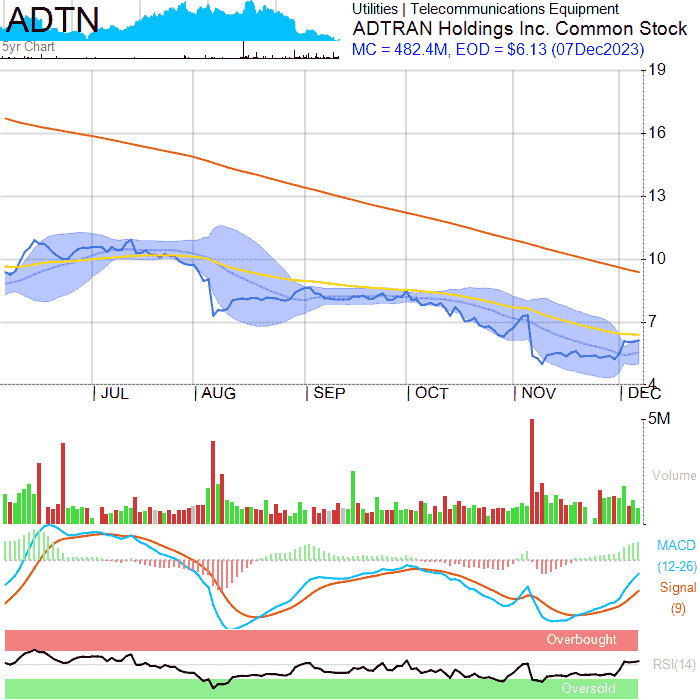 ADTN
5yr Chart
Utilities | Telecommunications Equipment
ADTRAN Holdings Inc. Common Stock
MC = 482.4M, EOD = $6.13 (07Dec2023)
19
16
13
10
7
4
JUL AUG SEP OCT NOV DEC
5M
Volume
MACD
(12-26)
Signal
(9)
Overbought
RSI(14)
Oversold